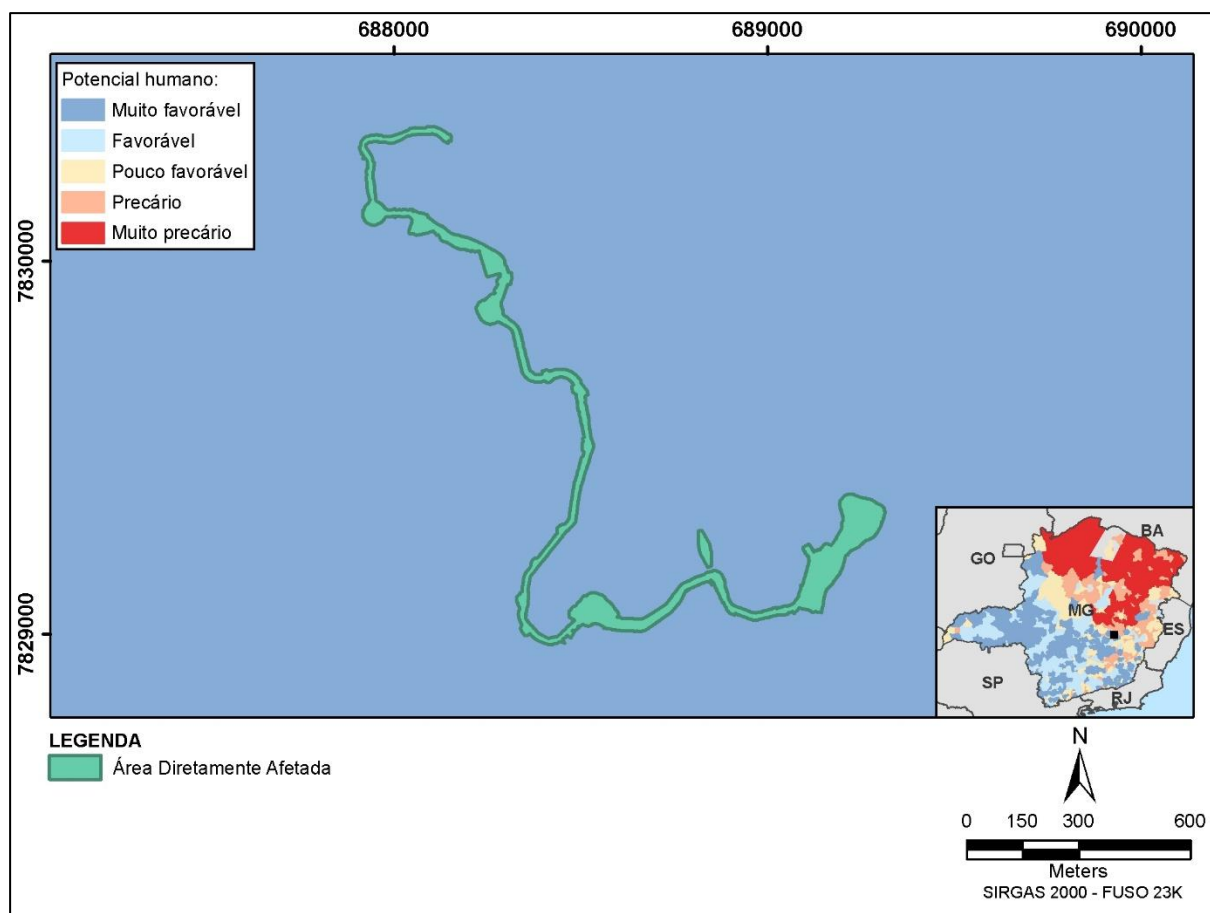 688000
689000
690000
7830000
7829000
Potencial humano:
Muito favorável
Favorável
Pouco favorável
Precário
Muito precário
BA
GO
MG
ES
SP
RJ
LEGENDA
Área Diretamente Afetada
N
0 150 300 600
Meters
SIRGAS 2000 - FUSO 23K